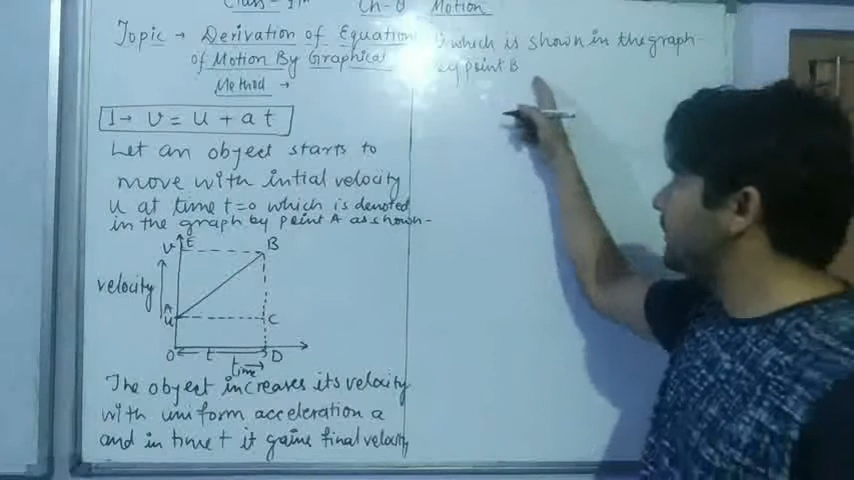 Class - 9th Ch-8 Motion
Topic → Derivation of Equation
of Motion By Graphical
Method →
1→ v = u + at
Let an object starts to
move with intial velocity
u at time t=0 which is denoted
in the graph by point A as shown-
v E B
velocity
A
u C
O t D
time
The object increases its velocity
with uniform acceleration a
and in time t it gains final velocity
which is shown in the graph
by point B